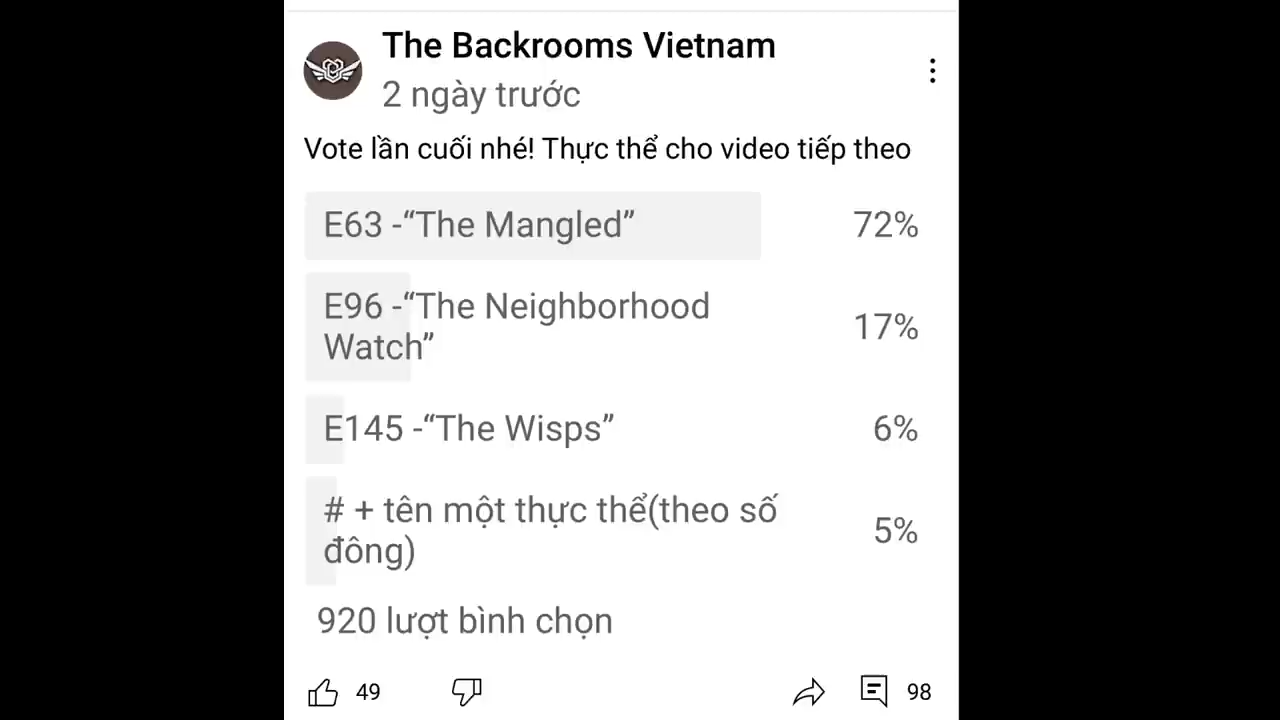 The Backrooms Vietnam
2 ngày trước
Vote lần cuối nhé! Thực thể cho video tiếp theo
E63 -“The Mangled” 72%
E96 -“The Neighborhood
Watch” 17%
E145 -“The Wisps” 6%
# + tên một thực thể(theo số
đông) 5%
920 lượt bình chọn
49 98